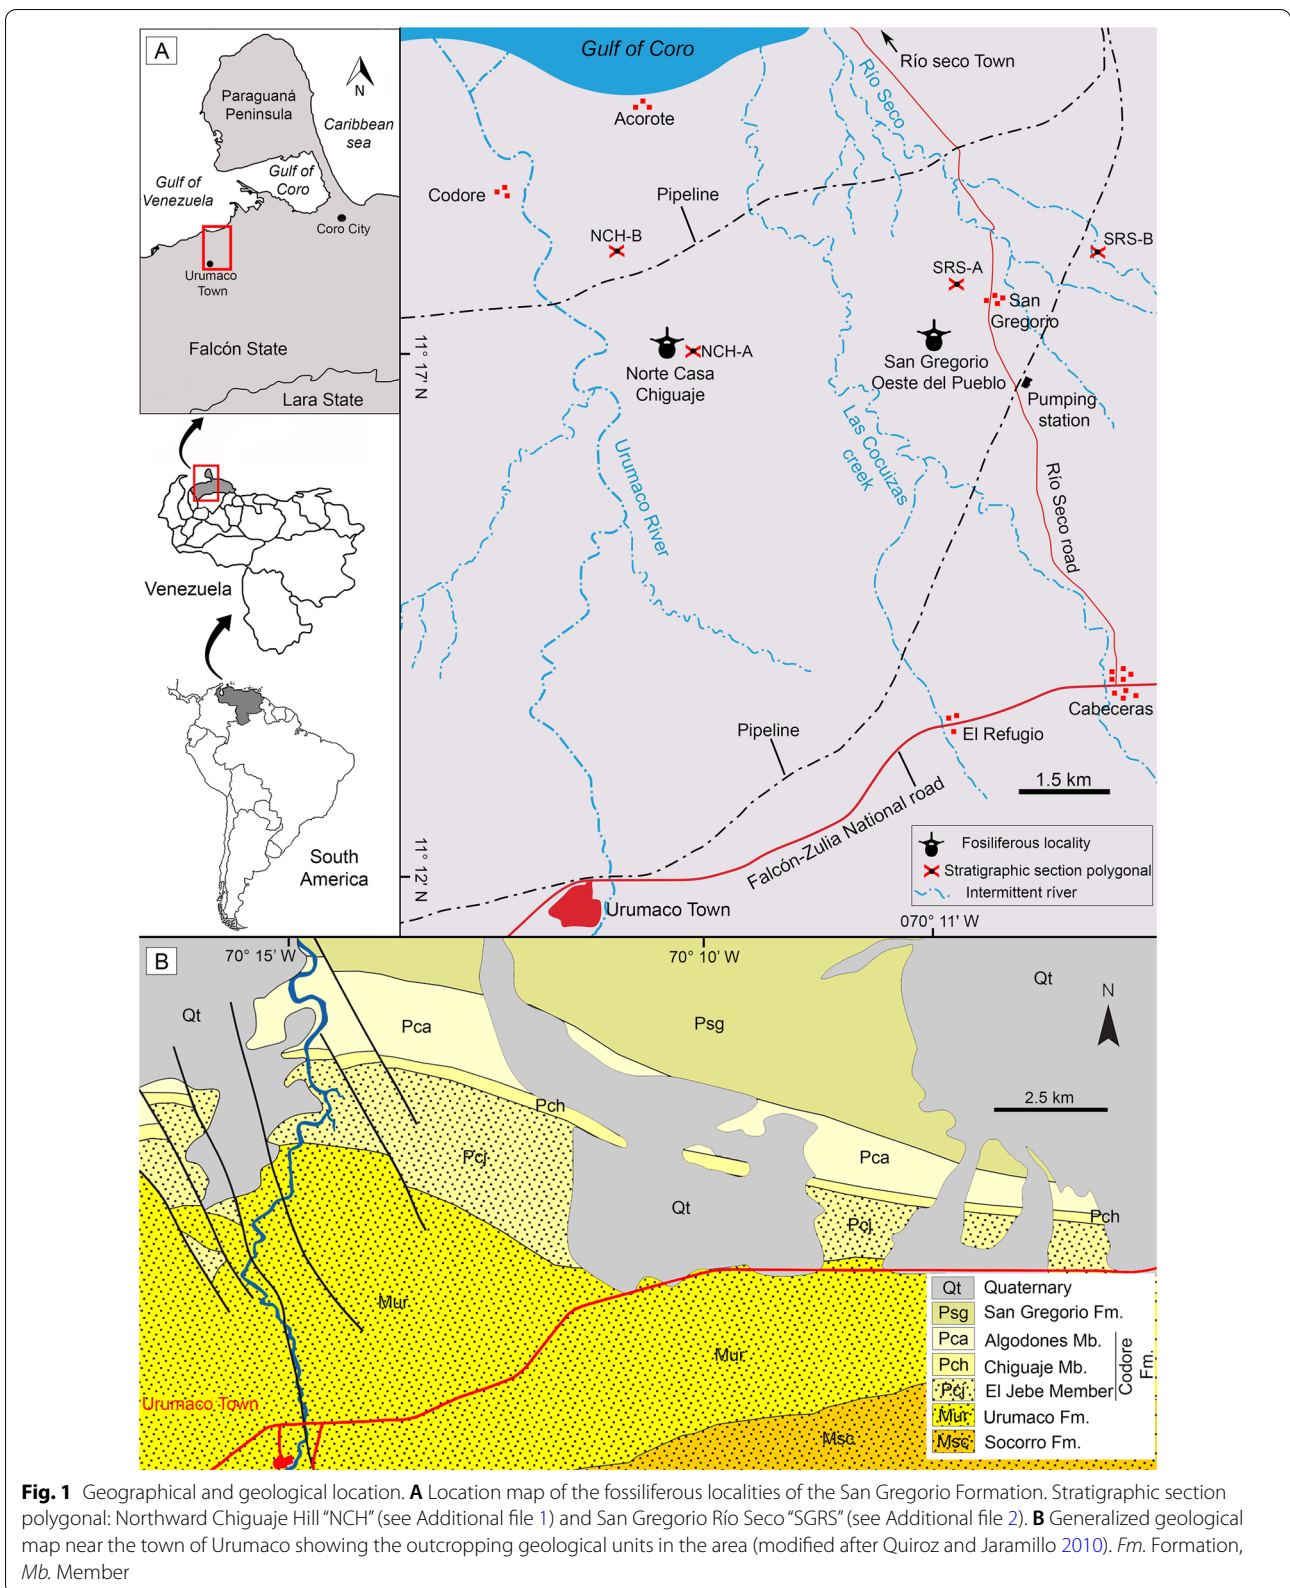 A
Paraguaná
Peninsula
N
Caribbean
sea
Gulf of
Coro
Gulf of
Venezuela
Coro City
Urumaco
Town
Falcón State
Lara State
Venezuela
South
America
Gulf of Coro
Río seco Town
Río Seco
Acorote
Codore
Pipeline
NCH-B
SRS-B
SRS-A
San
Gregorio
NCH-A
Norte Casa
Chiguaje
San Gregorio
Oeste del Pueblo
Pumping
station
11° 17' N
Urumaco River
Las Cocuizas
creek
Río Seco road
Cabeceras
El Refugio
Pipeline
1.5 km
Falcón-Zulia National road
11° 12' N
Fosiliferous locality
Stratigraphic section polygonal
Intermittent river
Urumaco Town
070° 11' W
B
70° 15' W
70° 10' W
Qt
Qt
N
Pca
Psg
2.5 km
Pch
Pcj
Pca
Qt
Pcj
Pch
Mur
Mur
Urumaco Town
Msc
Qt Quaternary
Psg San Gregorio Fm.
Pca Algodones Mb.
Pch Chiguaje Mb.
Pcj El Jebe Member
Codore
Fm.
Mur Urumaco Fm.
Msc Socorro Fm.
Fig. 1 Geographical and geological location. A Location map of the fossiliferous localities of the San Gregorio Formation. Stratigraphic section
polygonal: Northward Chiguaje Hill “NCH” (see Additional file 1) and San Gregorio Río Seco “SGRS” (see Additional file 2). B Generalized geological
map near the town of Urumaco showing the outcropping geological units in the area (modified after Quiroz and Jaramillo 2010). Fm. Formation,
Mb. Member